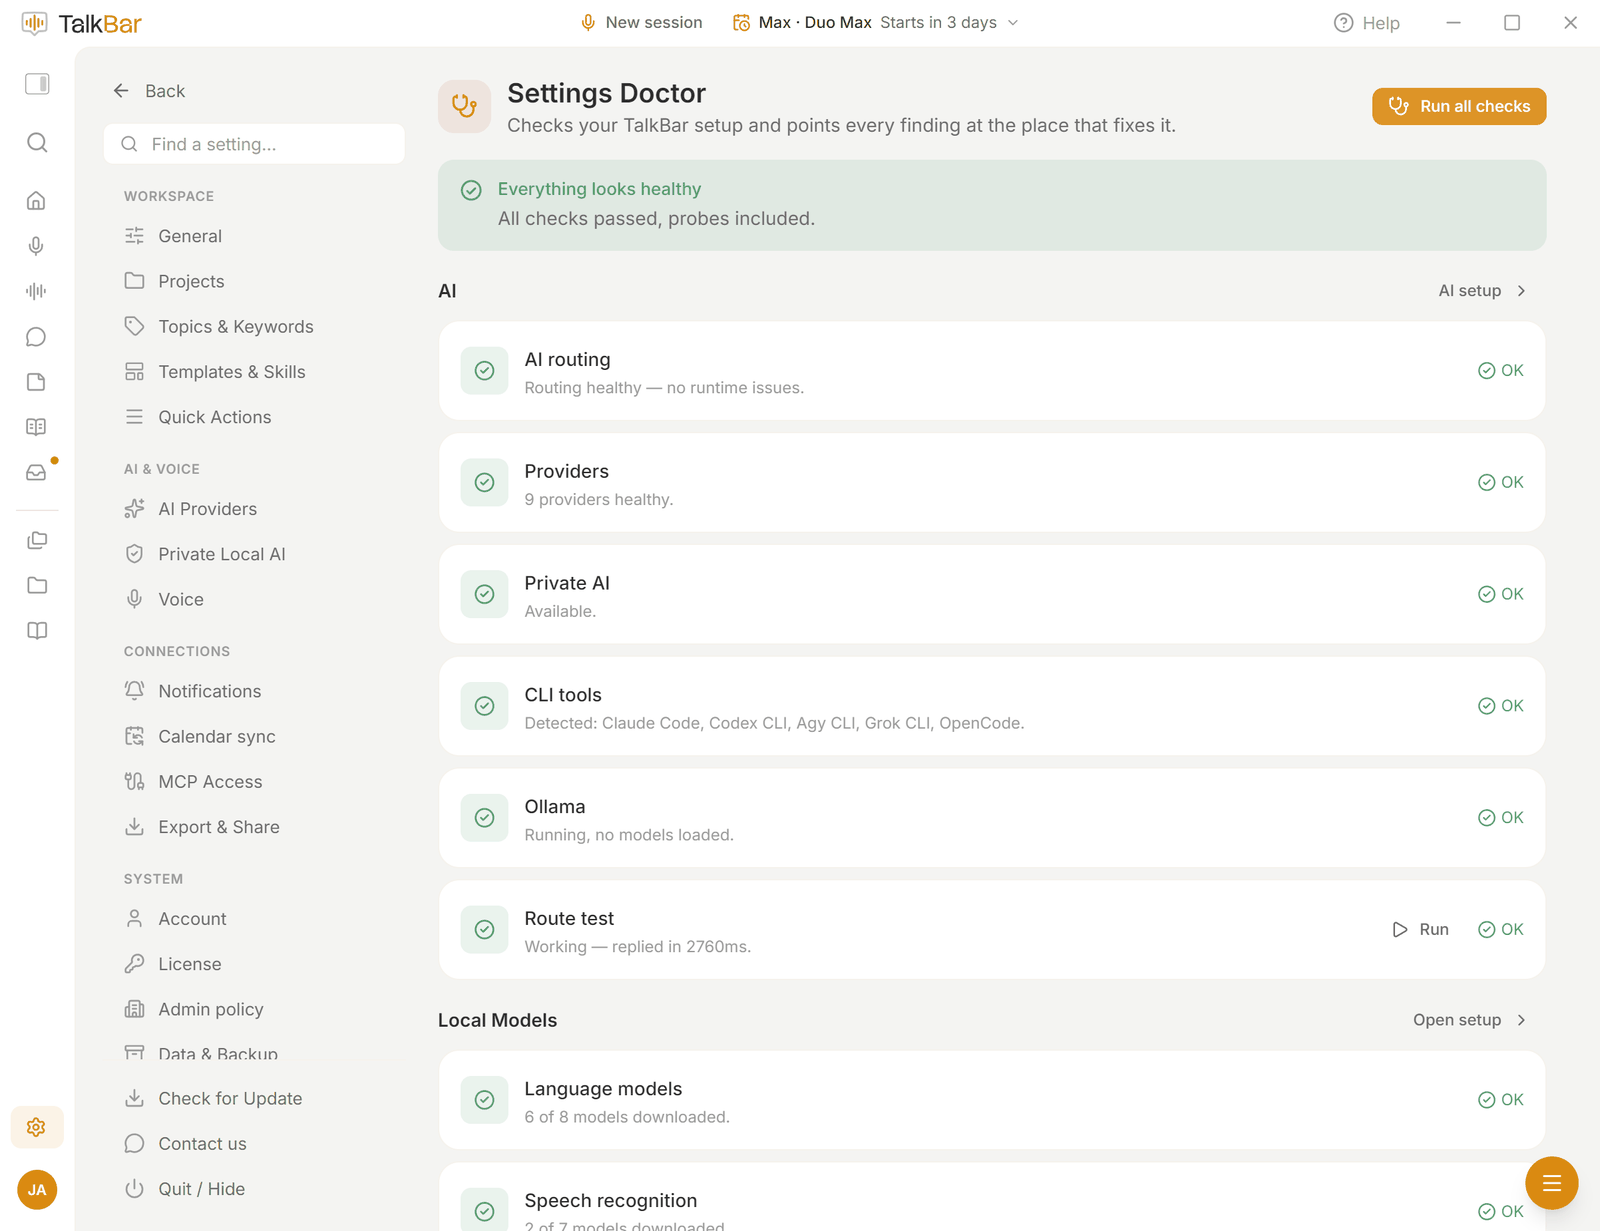 TalkBar
New session
Max · Duo Max Starts in 3 days
Help
Back
Find a setting...
WORKSPACE
General
Projects
Topics & Keywords
Templates & Skills
Quick Actions
AI & VOICE
AI Providers
Private Local AI
Voice
CONNECTIONS
Notifications
Calendar sync
MCP Access
Export & Share
SYSTEM
Account
License
Admin policy
Data & Backup
Check for Update
Contact us
Quit / Hide
JA
Settings Doctor
Checks your TalkBar setup and points every finding at the place that fixes it.
Run all checks
Everything looks healthy
All checks passed, probes included.
AI
AI setup
AI routing
Routing healthy — no runtime issues.
OK
Providers
9 providers healthy.
OK
Private AI
Available.
OK
CLI tools
Detected: Claude Code, Codex CLI, Agy CLI, Grok CLI, OpenCode.
OK
Ollama
Running, no models loaded.
OK
Route test
Working — replied in 2760ms.
Run
OK
Local Models
Open setup
Language models
6 of 8 models downloaded.
OK
Speech recognition
2 of 7 models downloaded
OK